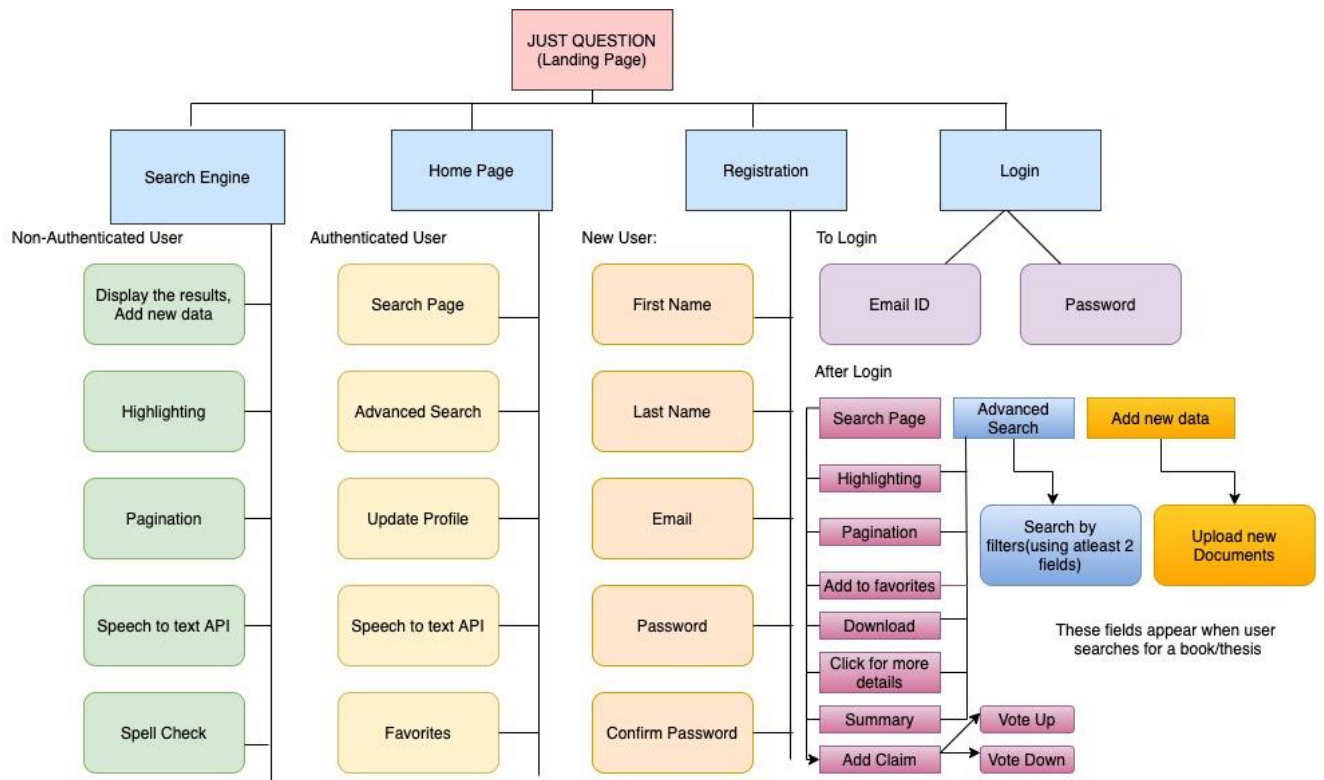 JUST QUESTION
(Landing Page)
Search Engine
Home Page
Registration
Login
Non-Authenticated User
Authenticated User
New User:
To Login
Display the results,
Add new data
Search Page
First Name
Email ID
Password
After Login
Highlighting
Advanced Search
Last Name
Search Page
Advanced
Search
Add new data
Highlighting
Pagination
Update Profile
Email
Pagination
Search by
filters(using atleast 2
fields)
Upload new
Documents
Add to favorites
Speech to text API
Speech to text API
Password
Download
These fields appear when user
searches for a book/thesis
Click for more
details
Spell Check
Favorites
Confirm Password
Summary
Vote Up
Add Claim
Vote Down